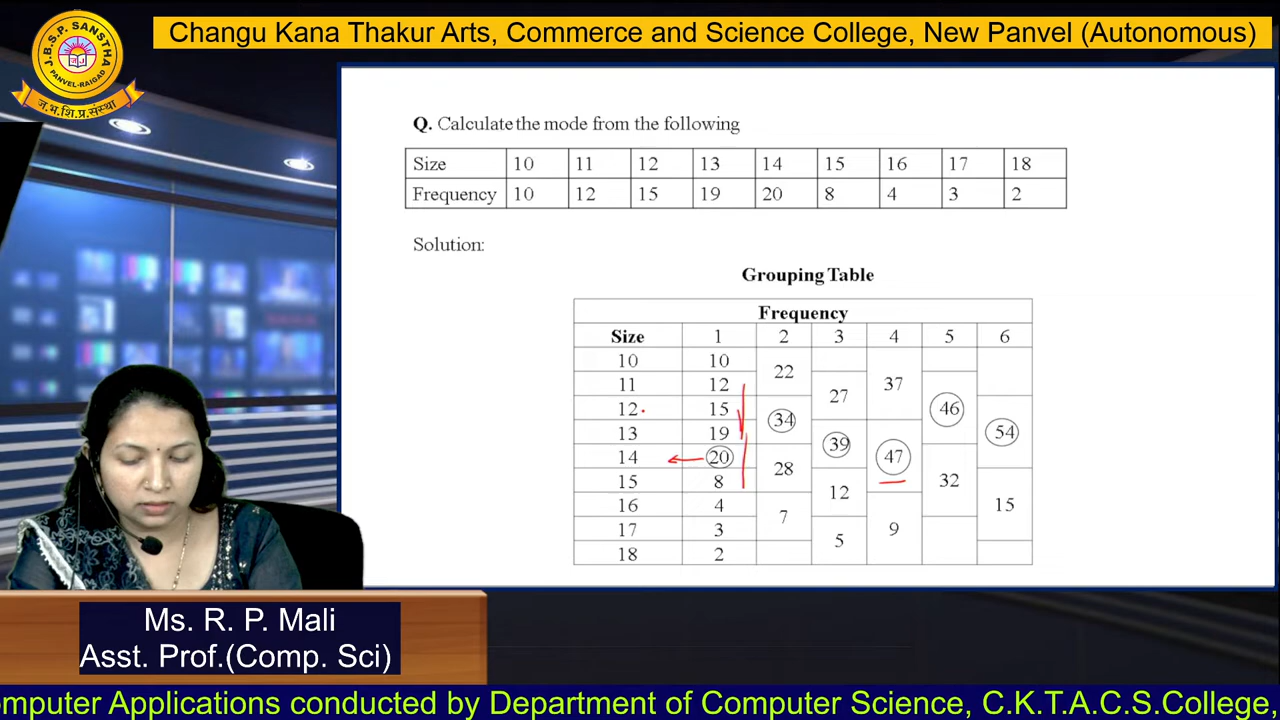 Changu Kana Thakur Arts, Commerce and Science College, New Panvel (Autonomous)
J.B.S.P. SANSTHA
PANVEL-RAIGAD
ज.भ.शि.प्र.संस्था
Q. Calculate the mode from the following
Size 10 11 12 13 14 15 16 17 18
Frequency 10 12 15 19 20 8 4 3 2
Solution:
Grouping Table
Frequency
Size 1 2 3 4 5 6
10 10
22
11 12
27 37
12 15
34 46
13 19
39 54
14 20
28 47
15 8
12 32
16 4
7 15
17 3
5 9
18 2
Ms. R. P. Mali
Asst. Prof.(Comp. Sci)
omputer Applications conducted by Department of Computer Science, C.K.T.A.C.S.College,